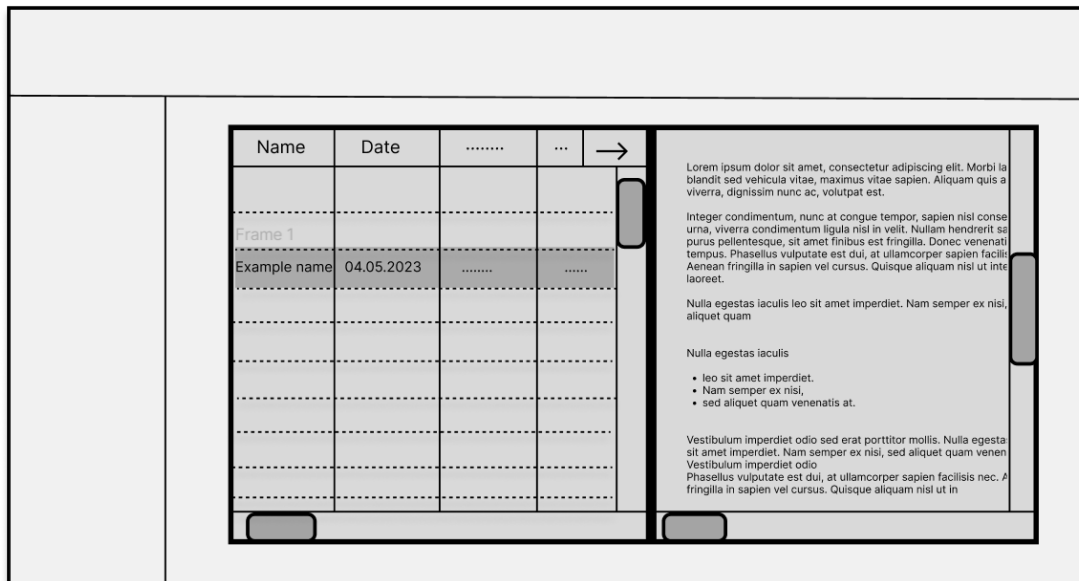 Name Date ........ ... →
Frame 1
Example name 04.05.2023 ........ ......
Lorem ipsum dolor sit amet, consectetur adipiscing elit. Morbi la
blandit sed vehicula vitae, maximus vitae sapien. Aliquam quis a
viverra, dignissim nunc ac, volutpat est.
Integer condimentum, nunc at congue tempor, sapien nisl conse
urna, viverra condimentum ligula nisl in velit. Nullam hendrerit sa
purus pellentesque, sit amet finibus est fringilla. Donec venenati
tempus. Phasellus vulputate est dui, at ullamcorper sapien facilis
Aenean fringilla in sapien vel cursus. Quisque aliquam nisl ut inte
laoreet.
Nulla egestas iaculis leo sit amet imperdiet. Nam semper ex nisi,
aliquet quam
Nulla egestas iaculis
• leo sit amet imperdiet.
• Nam semper ex nisi,
• sed aliquet quam venenatis at.
Vestibulum imperdiet odio sed erat porttitor mollis. Nulla egesta
sit amet imperdiet. Nam semper ex nisi, sed aliquet quam venen
Vestibulum imperdiet odio
Phasellus vulputate est dui, at ullamcorper sapien facilisis nec. A
fringilla in sapien vel cursus. Quisque aliquam nisl ut in